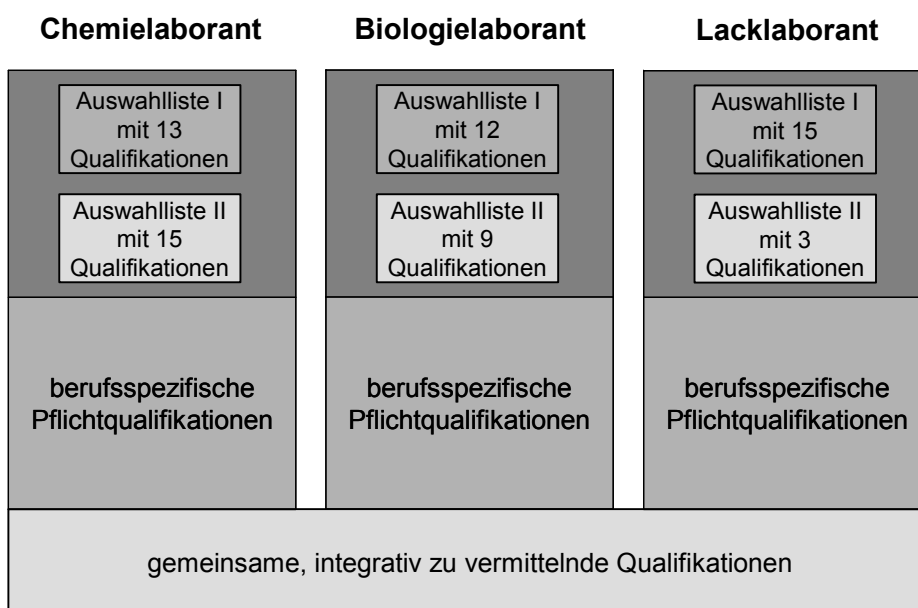 Chemielaborant
Biologielaborant
Lacklaborant
Auswahlliste I
mit 13
Qualifikationen
Auswahlliste I
mit 12
Qualifikationen
Auswahlliste I
mit 15
Qualifikationen
Auswahlliste II
mit 15
Qualifikationen
Auswahlliste II
mit 9
Qualifikationen
Auswahlliste II
mit 3
Qualifikationen
berufsspezifische
Pflichtqualifikationen
berufsspezifische
Pflichtqualifikationen
berufsspezifische
Pflichtqualifikationen
gemeinsame, integrativ zu vermittelnde Qualifikationen